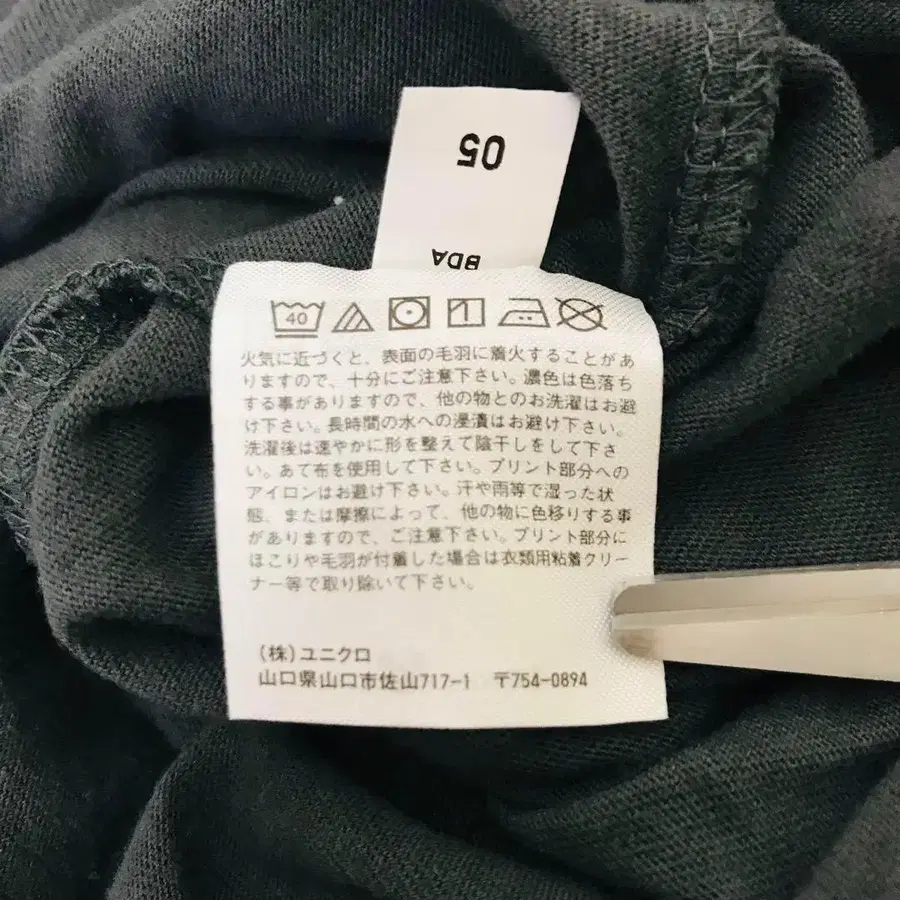 05
BDA
40
火気に近づくと、表面の毛羽に着火することがあ
りますので、十分にご注意下さい。濃色は色落ち
する事がありますので、他の物とのお洗濯はお避
け下さい。長時間の水への浸漬はお避け下さい。
洗濯後は速やかに形を整えて陰干しをして下さ
い。あて布を使用して下さい。プリント部分への
アイロンはお避け下さい。汗や雨等で湿った状
態、または摩擦によって、他の物に色移りする事
がありますので、ご注意下さい。プリント部分に
ほこりや毛羽が付着した場合は衣類用粘着クリー
ナー等で取り除いて下さい。
(株)ユニクロ
山口県山口市佐山717-1 〒754-0894